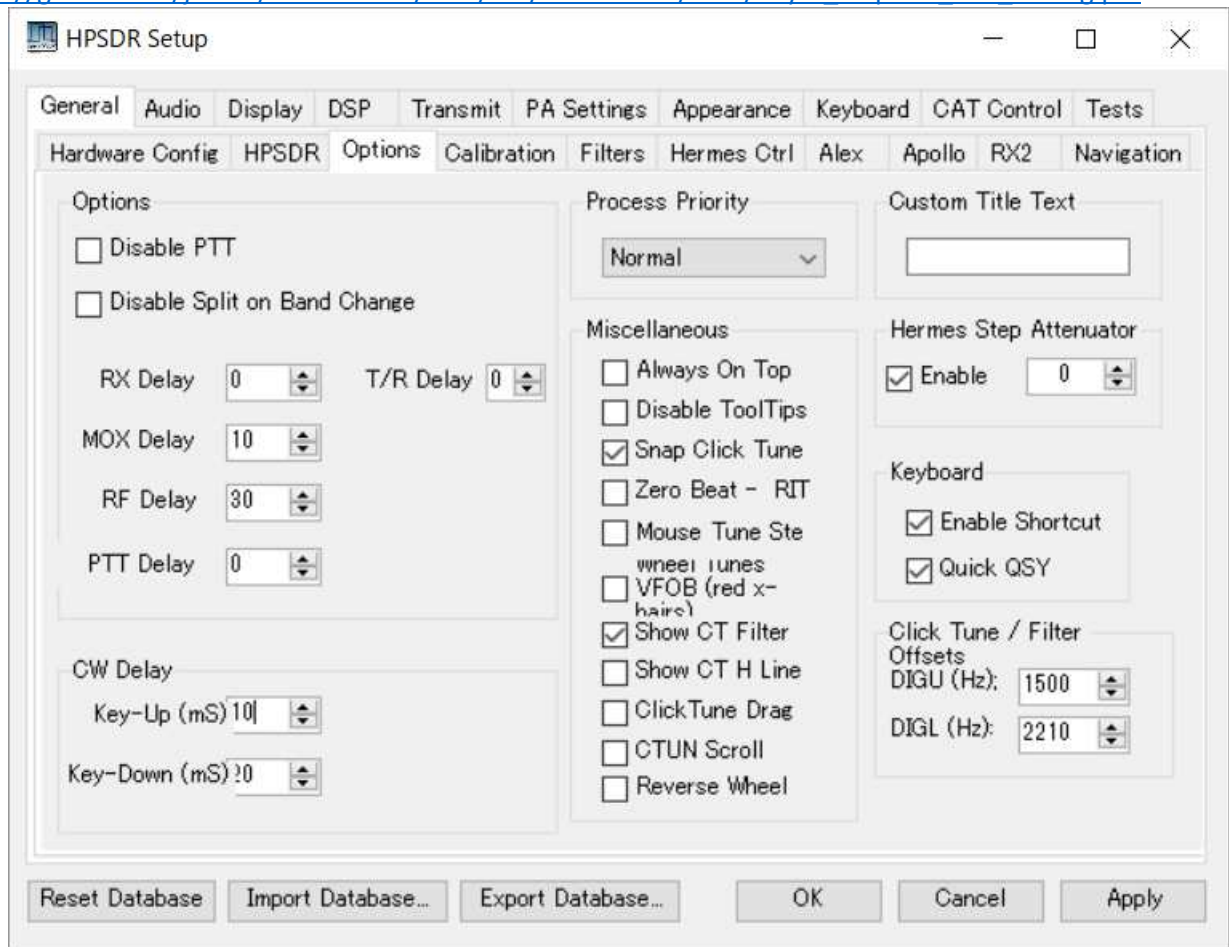 HPSDR Setup
General Audio Display DSP Transmit PA Settings Appearance Keyboard CAT Control Tests
Hardware Config HPSDR Options Calibration Filters Hermes Ctrl Alex Apollo RX2 Navigation
Options
Disable PTT
Disable Split on Band Change
RX Delay 0 T/R Delay 0
MOX Delay 10
RF Delay 30
PTT Delay 0
CW Delay
Key-Up (mS) 10
Key-Down (mS) 20
Process Priority
Normal
Miscellaneous
Always On Top
Disable ToolTips
Snap Click Tune
Zero Beat - RIT
Mouse Tune Ste
Wheel Tunes
VFOB (red x-
hairs)
Show CT Filter
Show CT H Line
ClickTune Drag
CTUN Scroll
Reverse Wheel
Custom Title Text
Hermes Step Attenuator
Enable 0
Keyboard
Enable Shortcut
Quick QSY
Click Tune / Filter
Offsets
DIGU (Hz): 1500
DIGL (Hz): 2210
Reset Database Import Database... Export Database... OK Cancel Apply